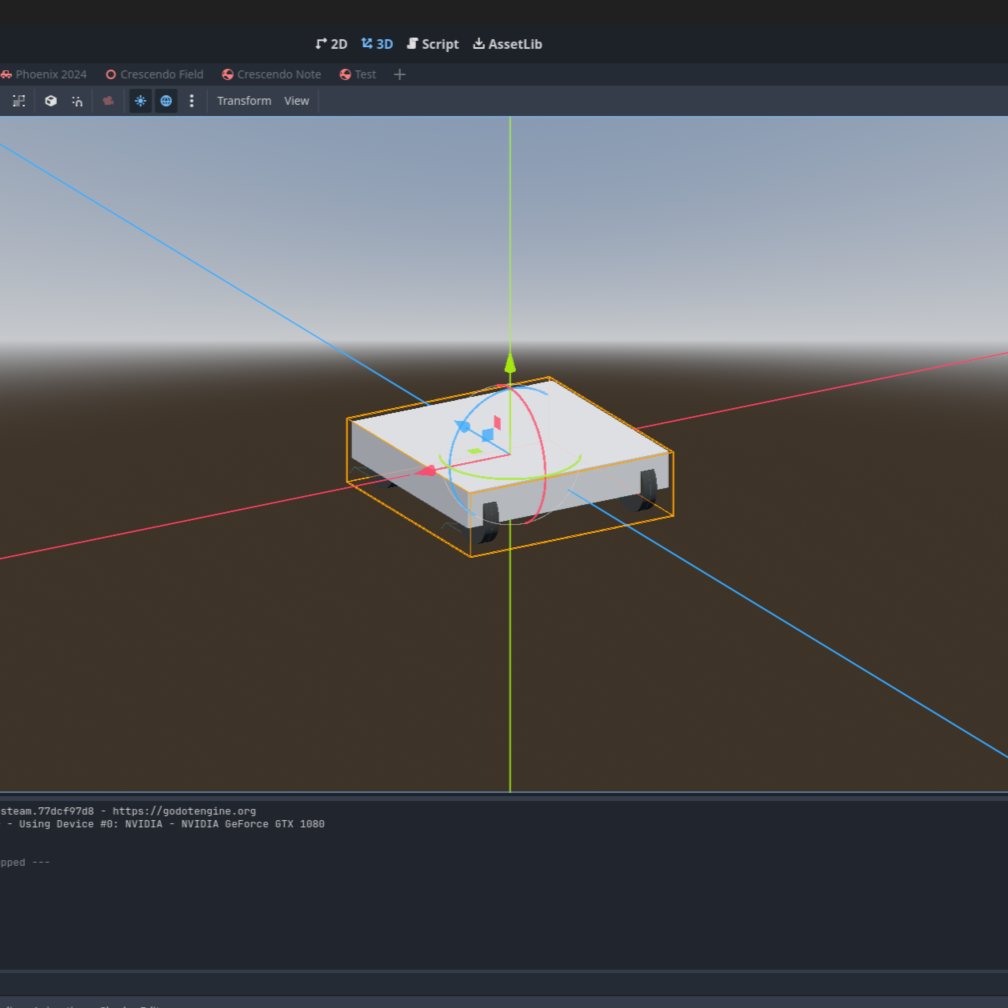 2D 3D Script AssetLib
Phoenix 2024 Crescendo Field Crescendo Note Test
Transform View
steam.77dcf97d8 - https://godotengine.org
- Using Device #0: NVIDIA - NVIDIA GeForce GTX 1080
pped ---